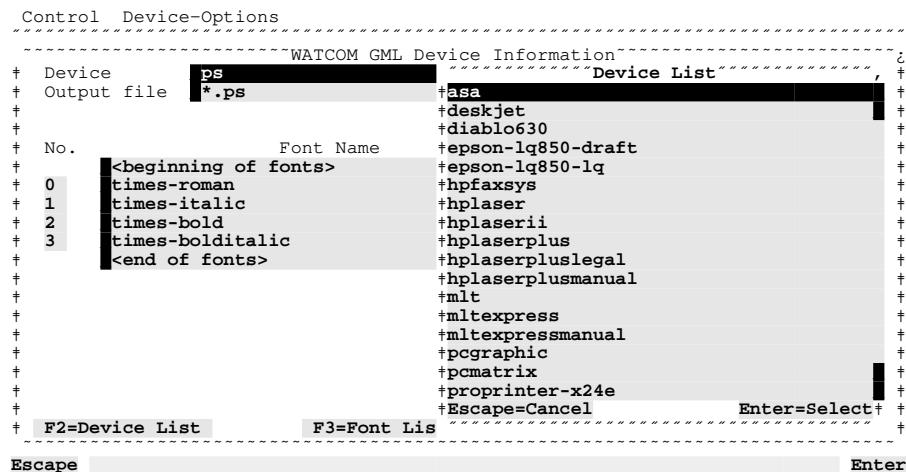 Control Device-Options
WATCOM GML Device Information
Device ps
Device List
Output file *.ps
asa
deskjet
diablo630
No. Font Name
epson-lq850-draft
<beginning of fonts>
epson-lq850-lq
0 times-roman
hpfaxsys
1 times-italic
hplaser
2 times-bold
hplaserii
3 times-bolditalic
hplaserplus
<end of fonts>
hplaserpluslegal
hplaserplusmanual
mlt
mltexpress
mltexpressmanual
pcgraphic
pcmatrix
proprinter-x24e
Escape=Cancel Enter=Select
F2=Device List F3=Font Lis
Escape Enter